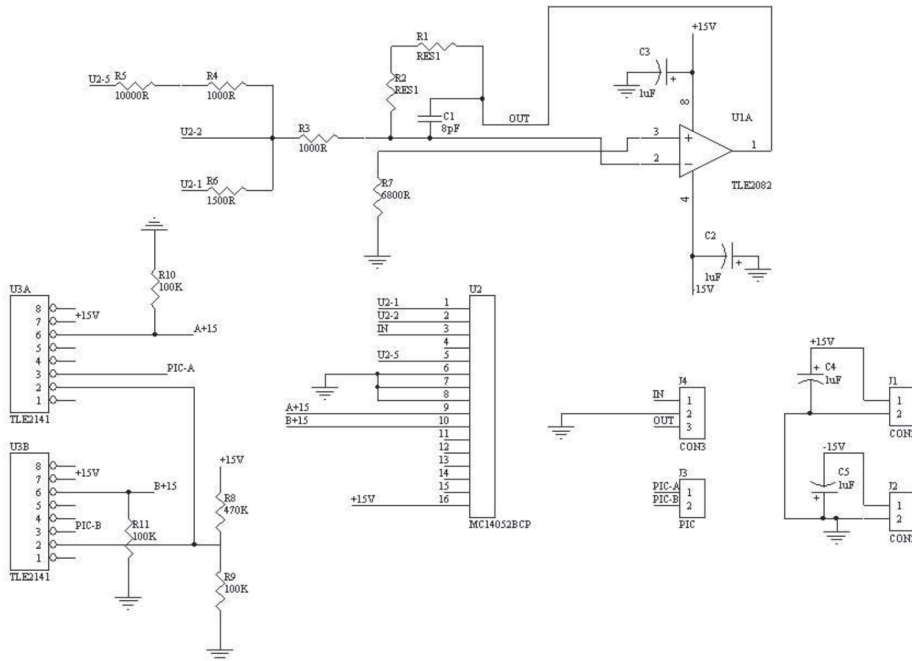 R1
RES1
R2
RES1
C1
8pF
OUT
C3
1uF
+15V
8
U1A
3
2
1
TLE2082
4
C2
1uF
-15V
U2-5
R5
10000R
R4
1000R
U2-2
R3
1000R
U2-1
R6
1500R
R7
6800R
R10
100K
U3A
8
7
+15V
6
A+15
5
4
3
PIC-A
2
1
TLE2141
U3B
8
7
+15V
6
B+15
5
4
PIC-B
3
2
1
TLE2141
R11
100K
+15V
R8
470K
R9
100K
U2
U2-1
1
U2-2
2
IN
3
4
U2-5
5
6
7
8
A+15
9
B+15
10
11
12
13
14
15
+15V
16
MC14052BCP
J4
IN
1
2
OUT
3
CON3
J3
PIC-A
1
PIC-B
2
PIC
+15V
C4
1uF
J1
1
2
-15V
C5
1uF
J2
1
2